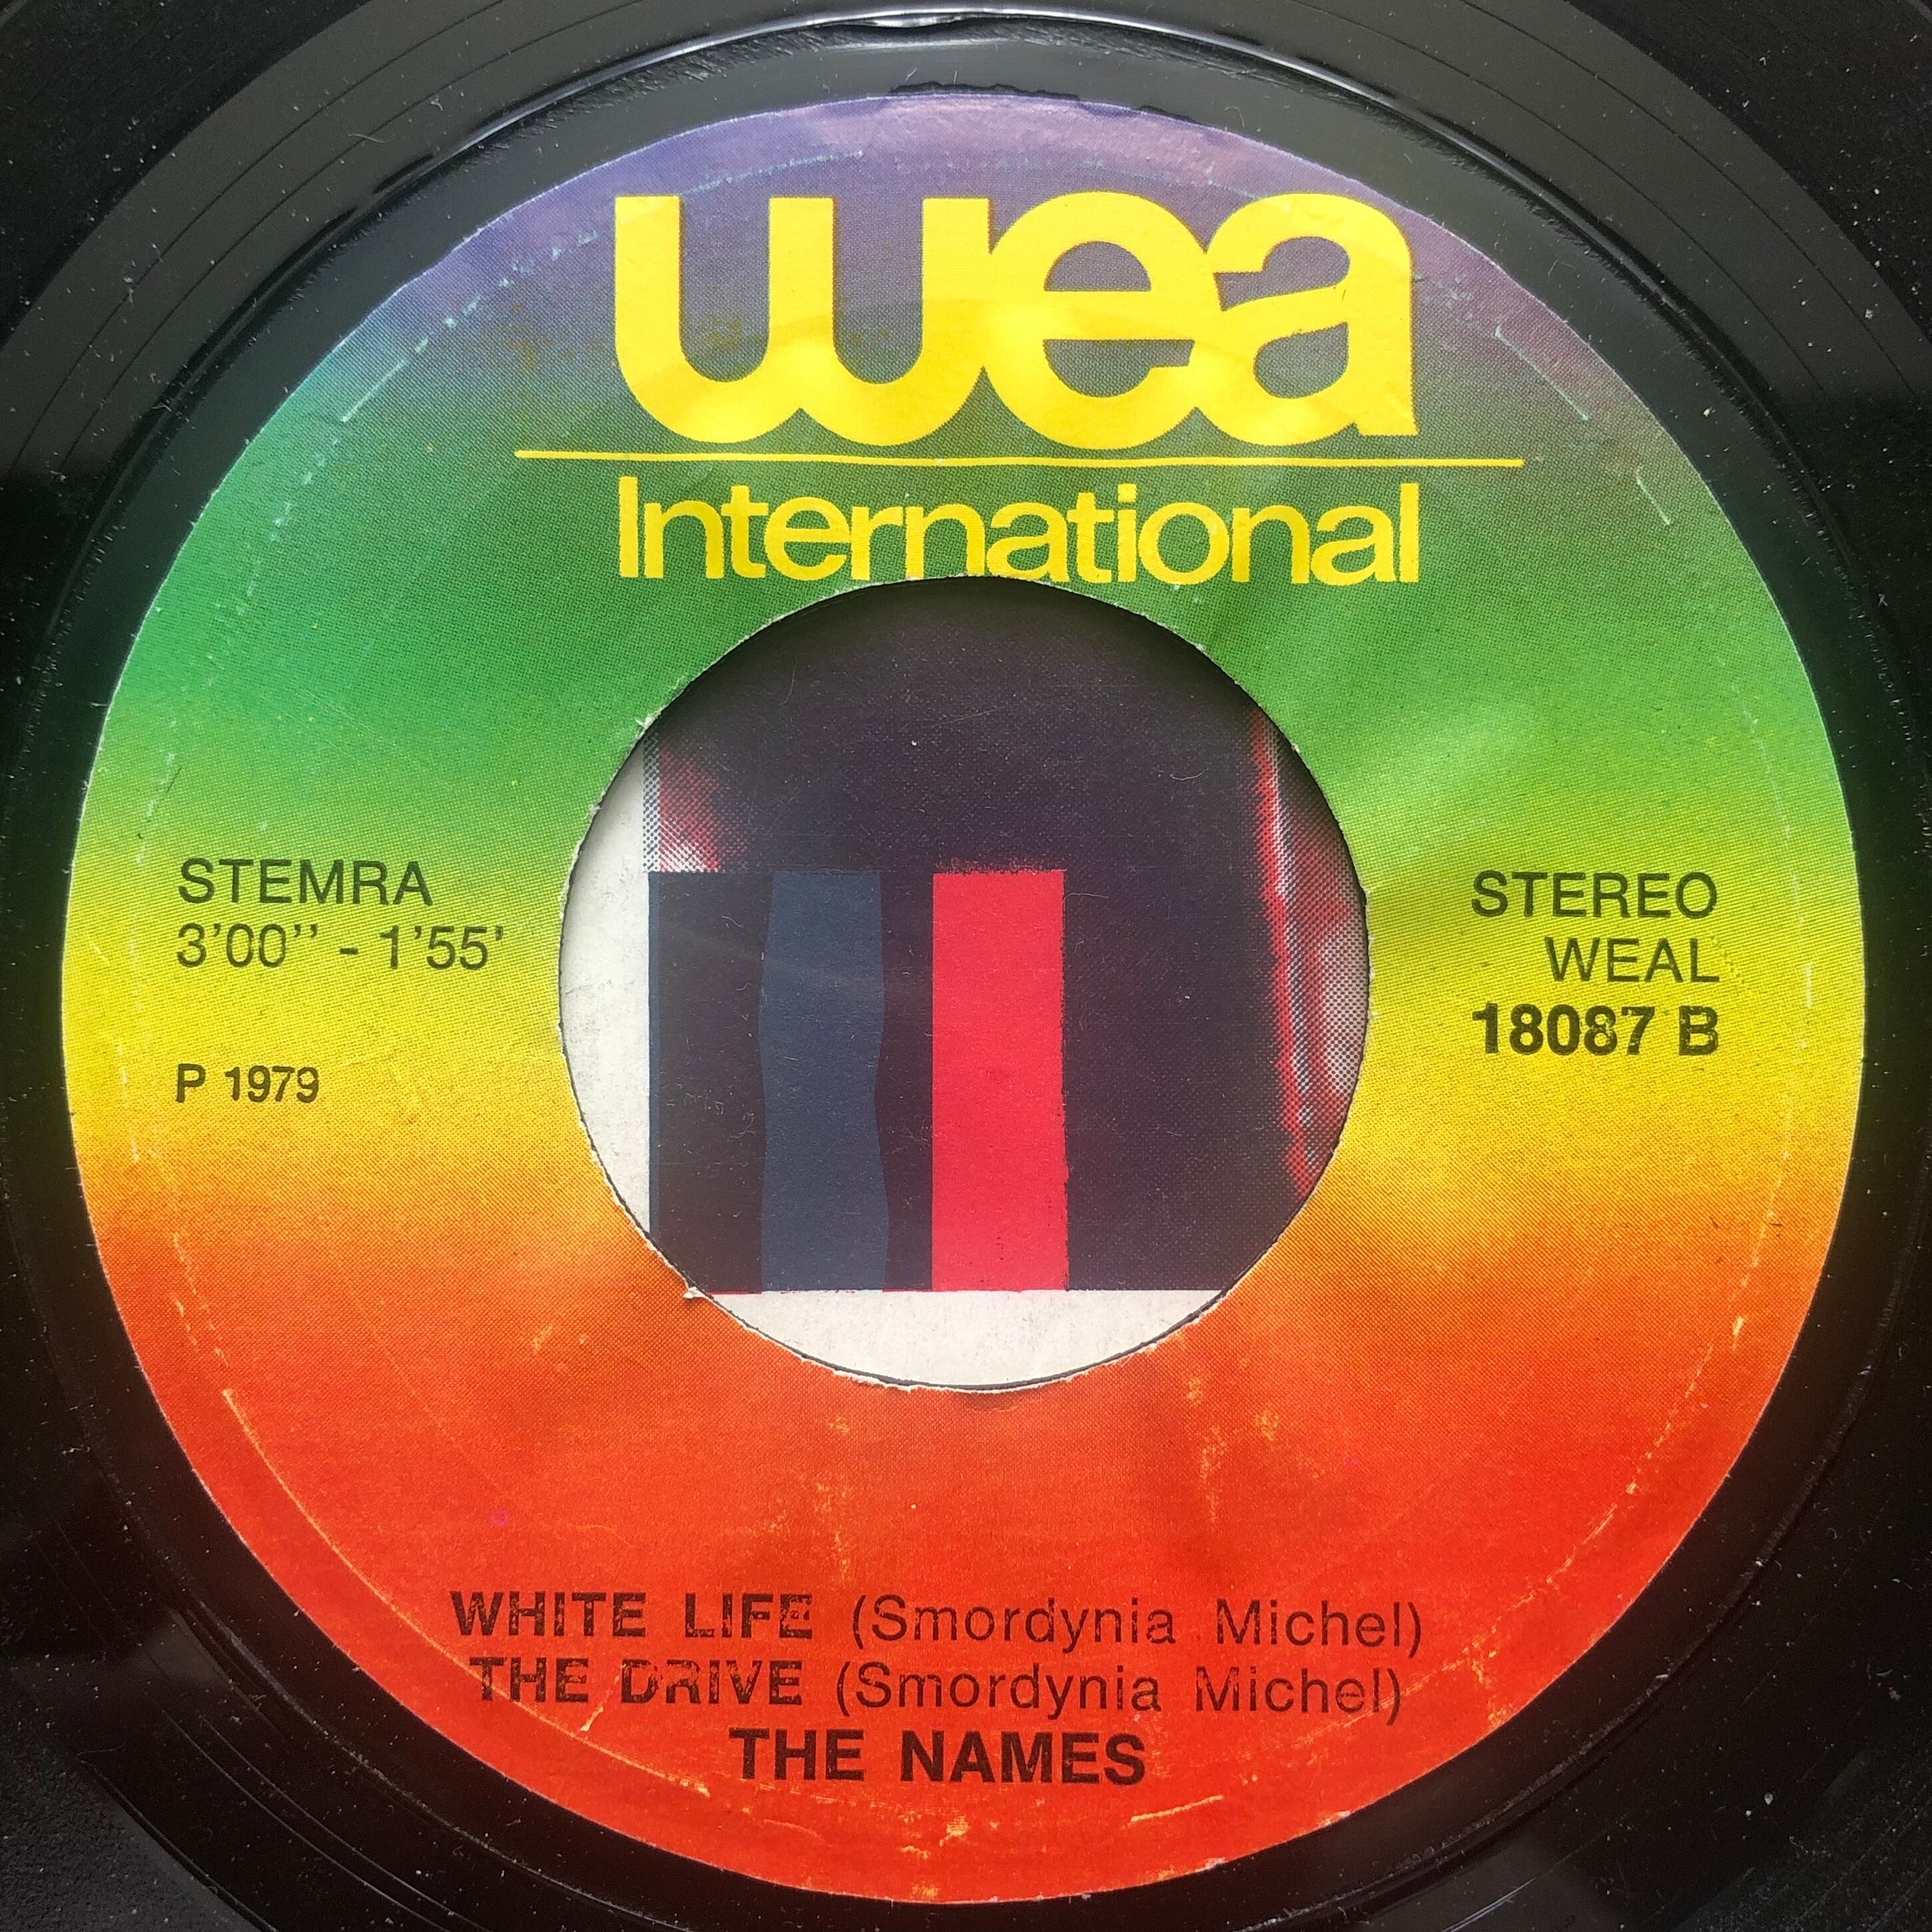 wea
International
STEMRA
3'00'' - 1'55'
P 1979
STEREO
WEAL
18087 B
WHITE LIFE (Smordynia Michel)
THE DRIVE (Smordynia Michel)
THE NAMES